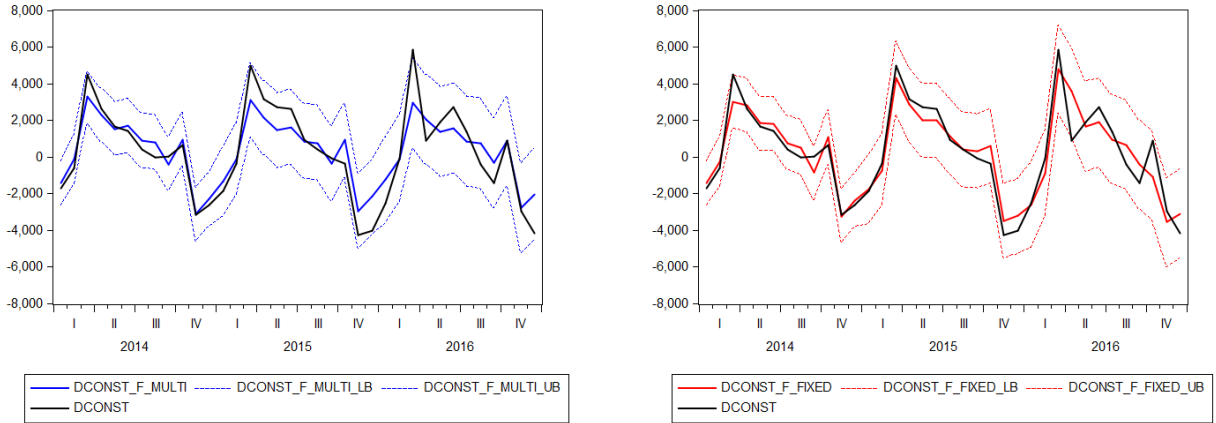 8,000
6,000
4,000
2,000
0
-2,000
-4,000
-6,000
-8,000
I II III IV I II III IV I II III IV
2014 2015 2016
DCONST_F_MULTI DCONST_F_MULTI_LB DCONST_F_MULTI_UB
DCONST
8,000
6,000
4,000
2,000
0
-2,000
-4,000
-6,000
-8,000
I II III IV I II III IV I II III IV
2014 2015 2016
DCONST_F_FIXED DCONST_F_FIXED_LB DCONST_F_FIXED_UB
DCONST